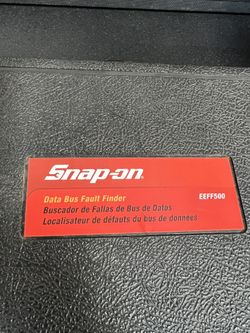 Snap-on
Data Bus Fault Finder
EEFF500
Buscador de Fallas de Bus de Datos
Localisateur de défauts du bus de données